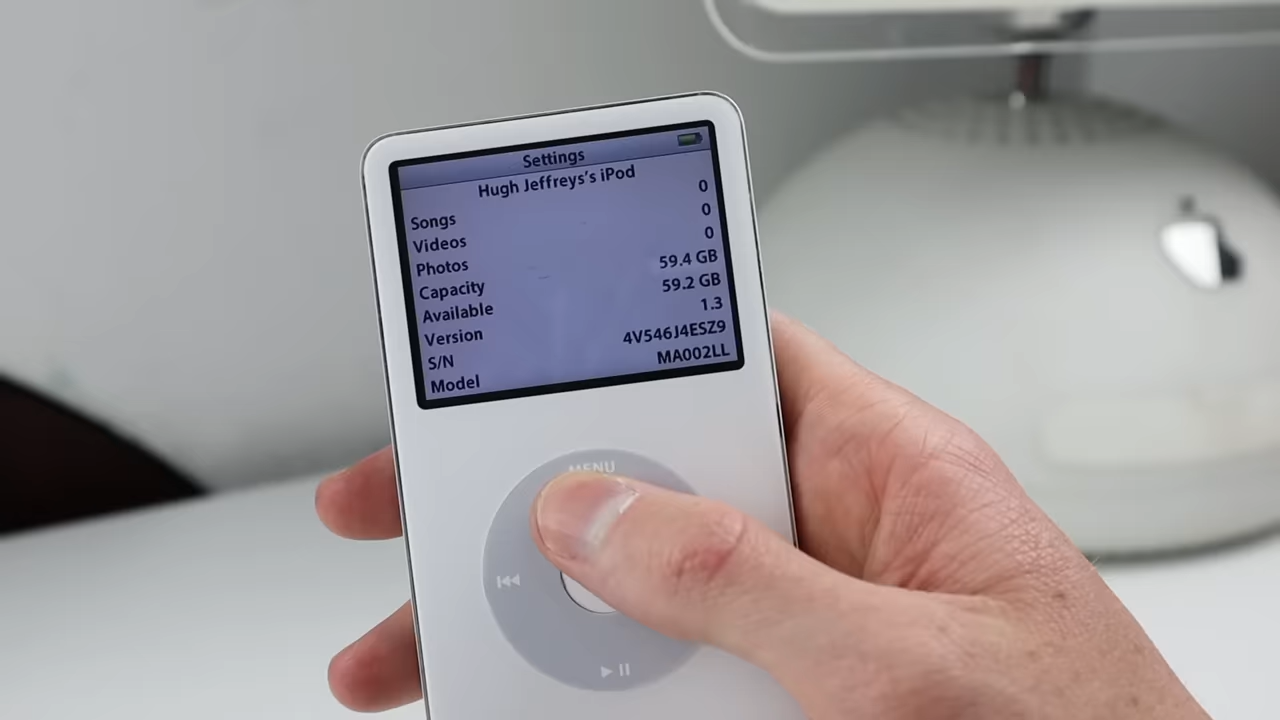 Settings
Hugh Jeffreys's iPod
Songs 0
Videos 0
Photos 0
Capacity 59.4 GB
Available 59.2 GB
Version 1.3
S/N 4V546J4ESZ9
Model MA002LL
MENU